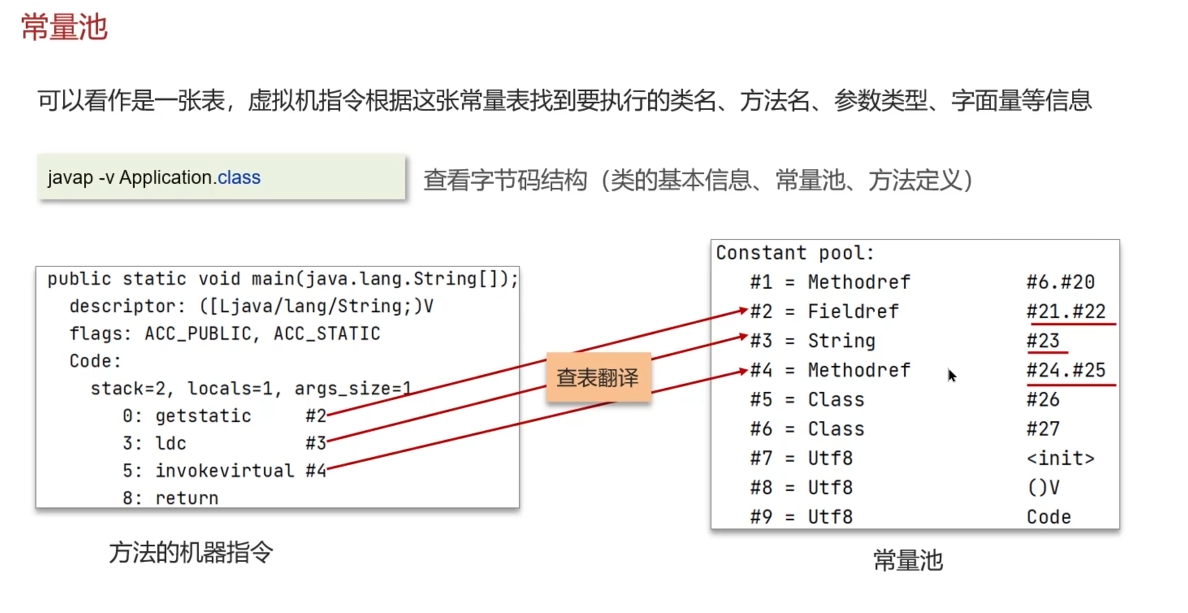 常量池
可以看作是一张表，虚拟机指令根据这张常量表找到要执行的类名、方法名、参数类型、字面量等信息
javap -v Application.class
查看字节码结构（类的基本信息、常量池、方法定义）
public static void main(java.lang.String[]);
descriptor: ([Ljava/lang/String;)V
flags: ACC_PUBLIC, ACC_STATIC
Code:
stack=2, locals=1, args_size=1
0: getstatic #2
3: ldc #3
5: invokevirtual #4
8: return
方法的机器指令
查表翻译
Constant pool:
#1 = Methodref #6.#20
#2 = Fieldref #21.#22
#3 = String #23
#4 = Methodref #24.#25
#5 = Class #26
#6 = Class #27
#7 = Utf8 <init>
#8 = Utf8 ()V
#9 = Utf8 Code
常量池